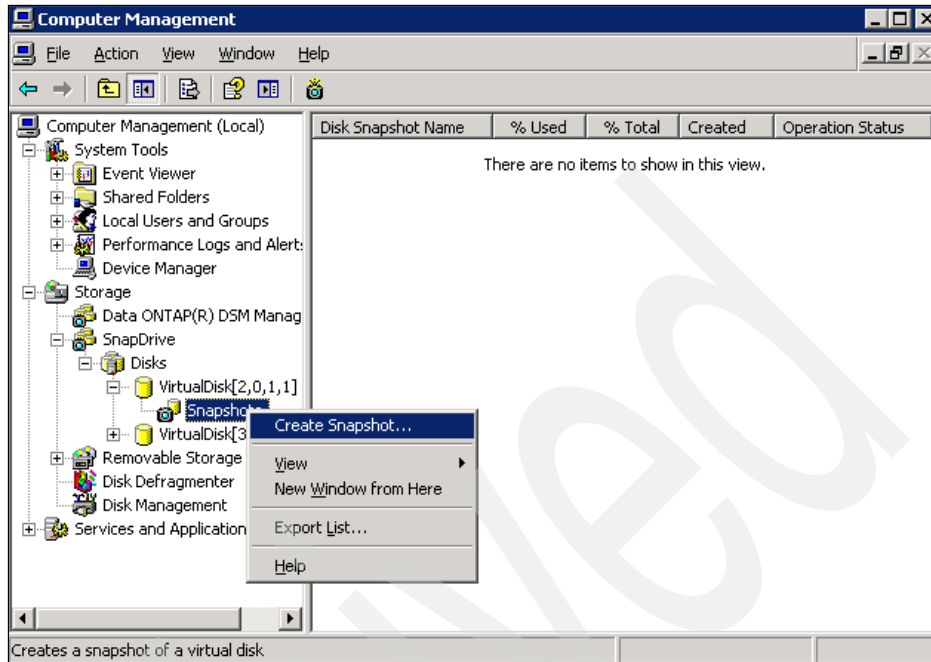 Computer Management
File Action View Window Help
Computer Management (Local)
System Tools
Event Viewer
Shared Folders
Local Users and Groups
Performance Logs and Alert
Device Manager
Storage
Data ONTAP(R) DSM Manag
SnapDrive
Disks
VirtualDisk[2,0,1,1]
Snapshots
VirtualDisk[3
Removable Storage
Disk Defragmenter
Disk Management
Services and Application
Disk Snapshot Name % Used % Total Created Operation Status
There are no items to show in this view.
Create Snapshot...
View
New Window from Here
Export List...
Help
Creates a snapshot of a virtual disk